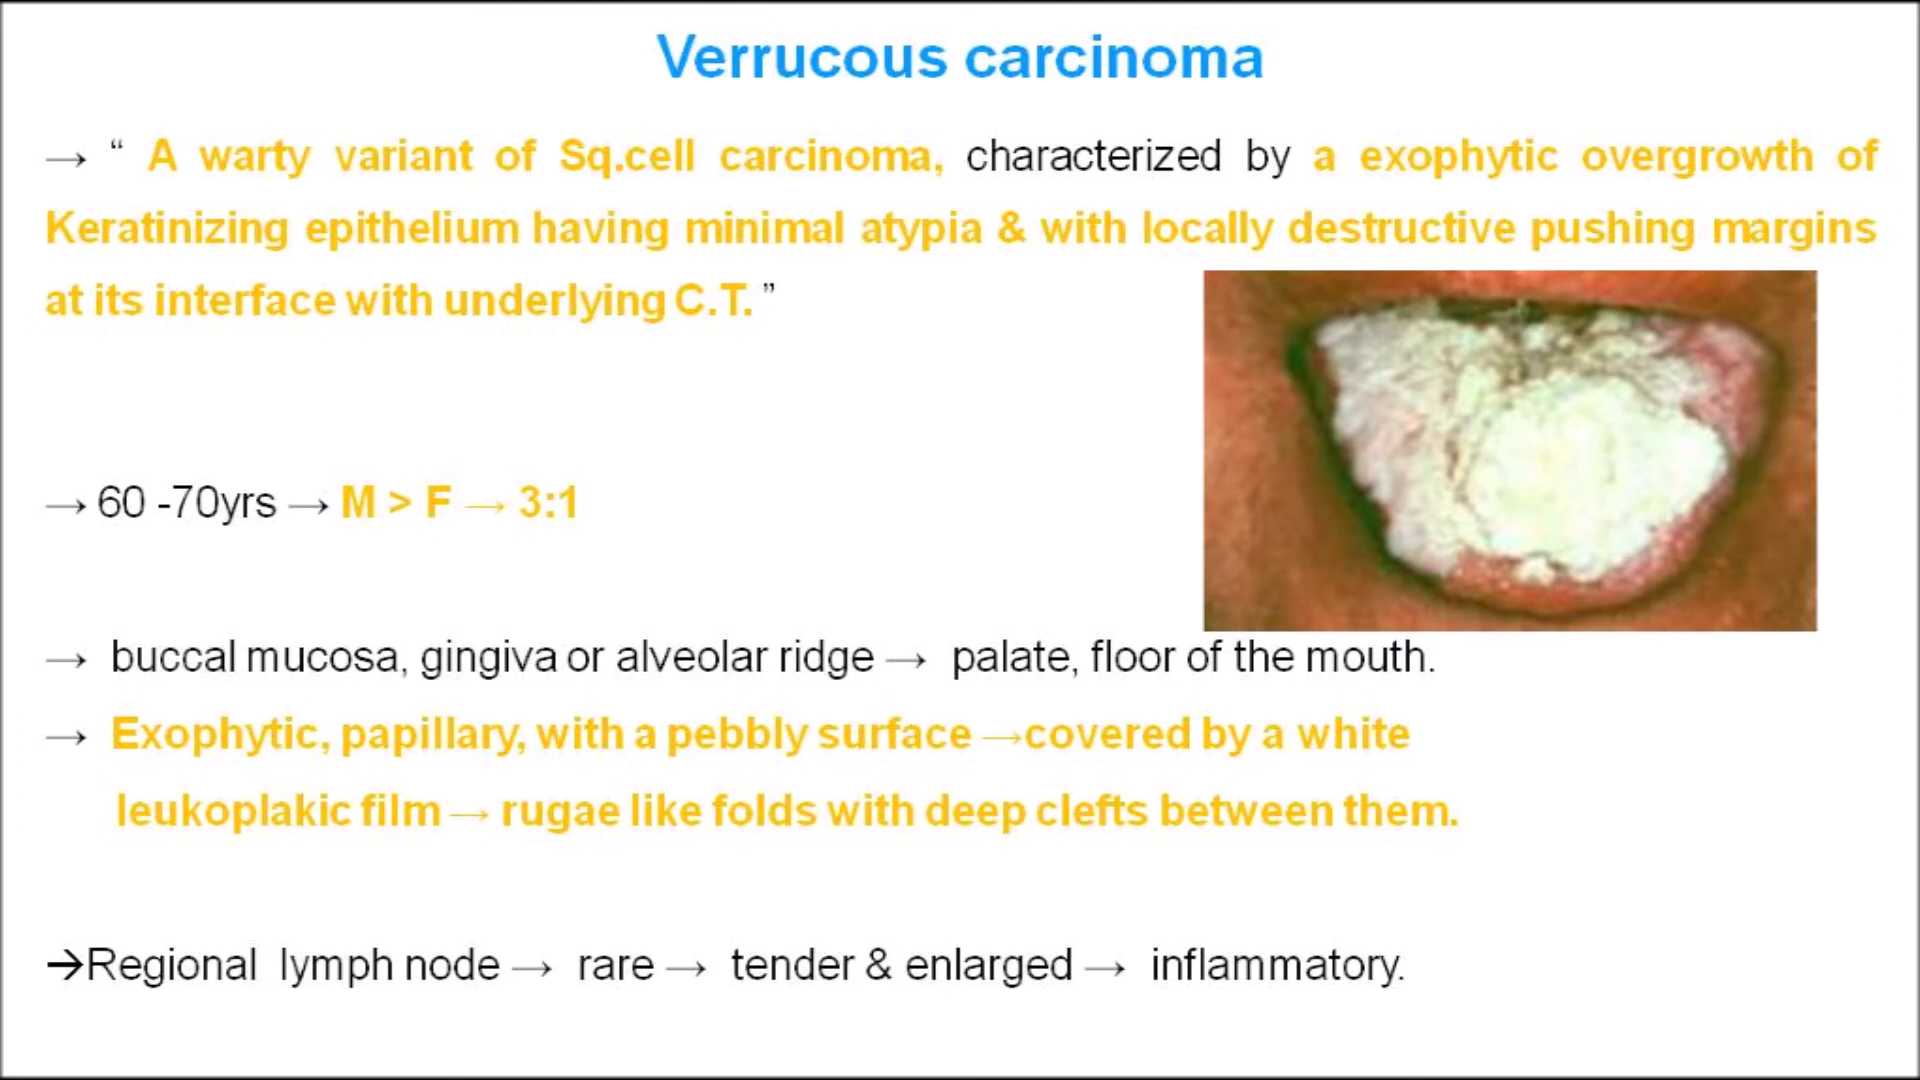 Verrucous carcinoma
→ “ A warty variant of Sq.cell carcinoma, characterized by a exophytic overgrowth of
Keratinizing epithelium having minimal atypia & with locally destructive pushing margins
at its interface with underlying C.T. ”
→ 60 -70yrs → M > F → 3:1
→ buccal mucosa, gingiva or alveolar ridge → palate, floor of the mouth.
→ Exophytic, papillary, with a pebbly surface →covered by a white
leukoplakic film → rugae like folds with deep clefts between them.
→Regional lymph node → rare → tender & enlarged → inflammatory.